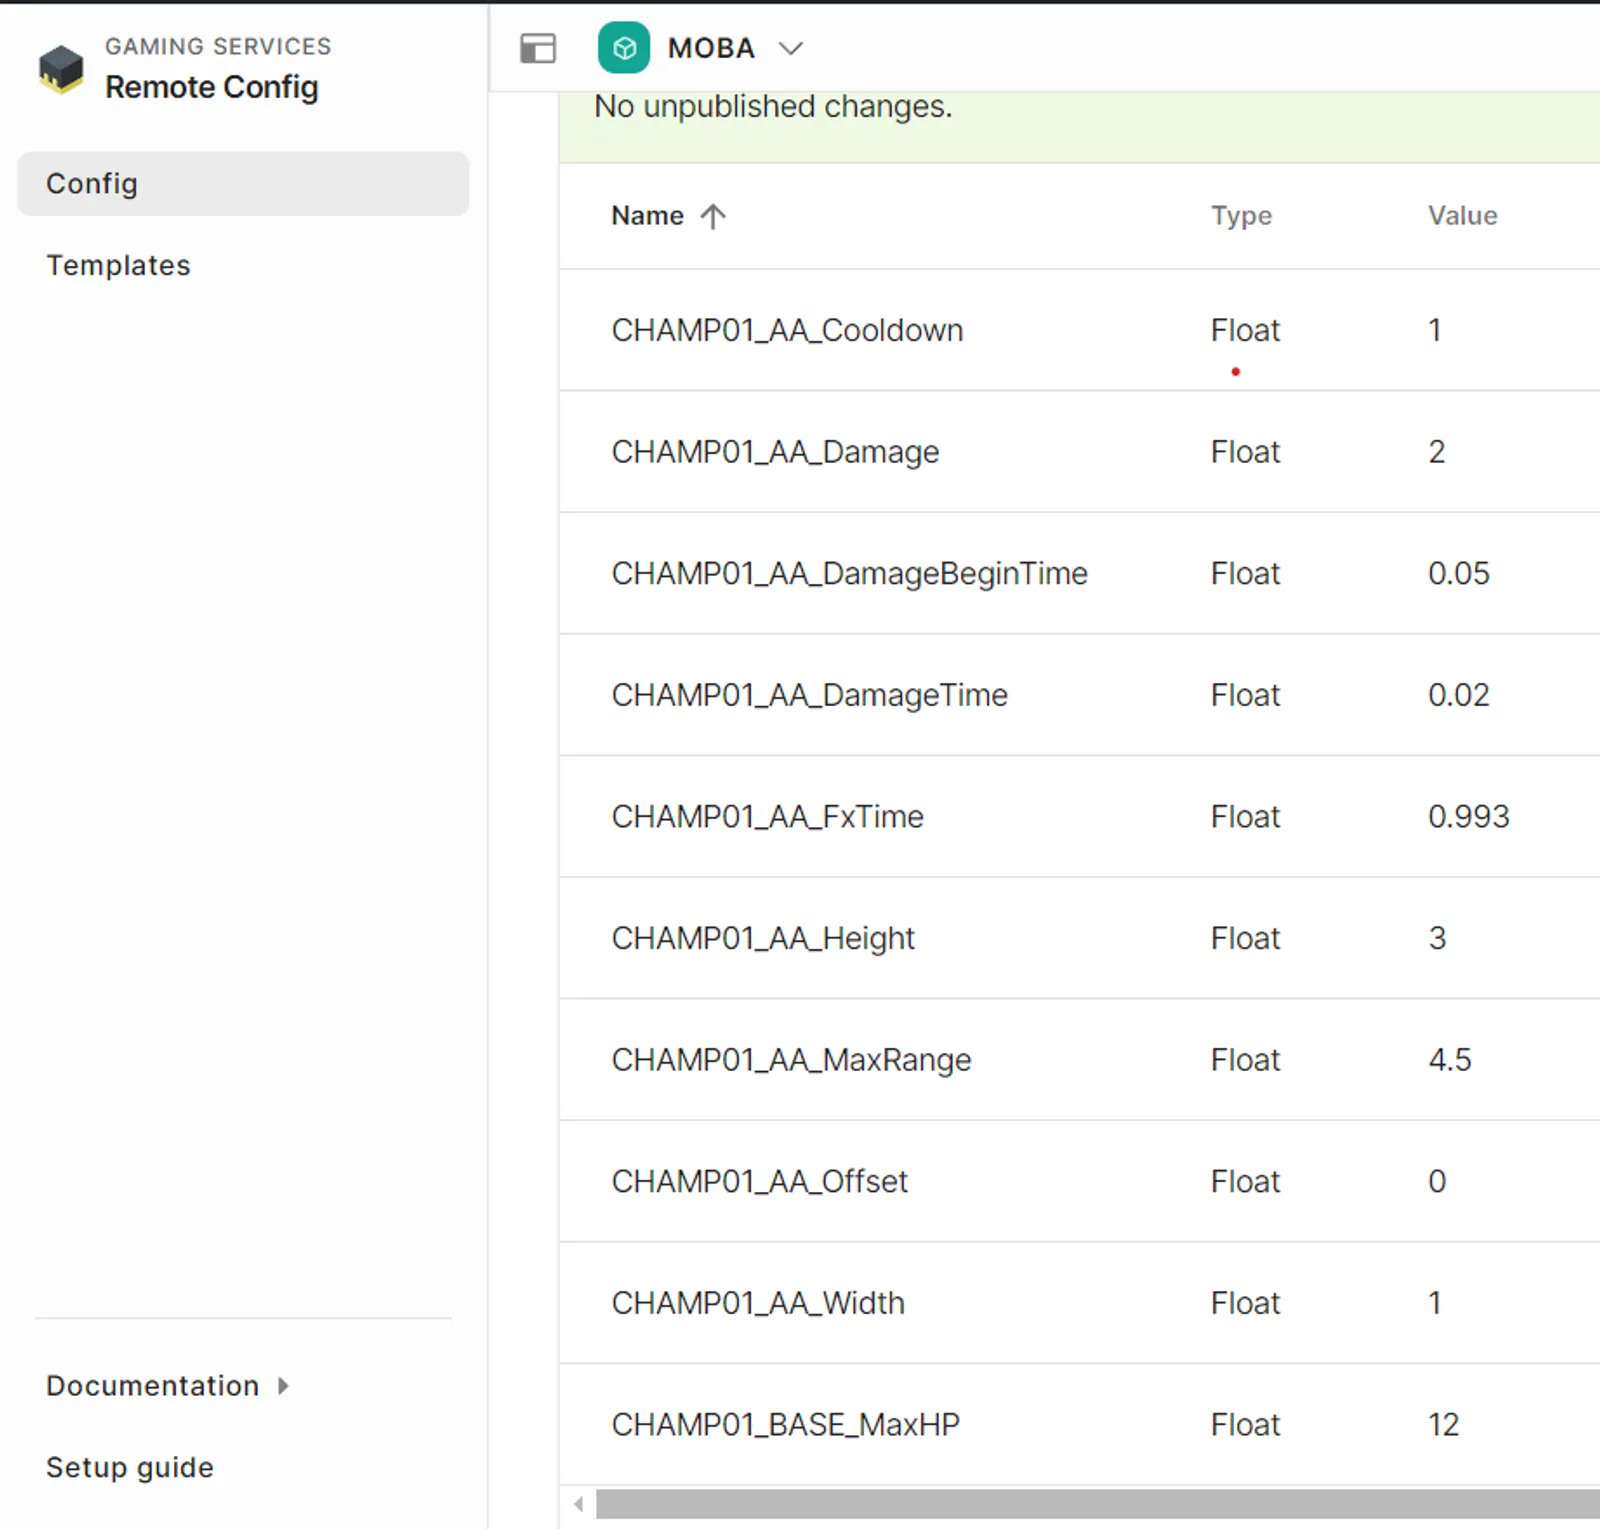 GAMING SERVICES
Remote Config
Config
Templates
Documentation
Setup guide
MOBA
No unpublished changes.
Name Type Value
CHAMP01_AA_Cooldown Float 1
CHAMP01_AA_Damage Float 2
CHAMP01_AA_DamageBeginTime Float 0.05
CHAMP01_AA_DamageTime Float 0.02
CHAMP01_AA_FxTime Float 0.993
CHAMP01_AA_Height Float 3
CHAMP01_AA_MaxRange Float 4.5
CHAMP01_AA_Offset Float 0
CHAMP01_AA_Width Float 1
CHAMP01_BASE_MaxHP Float 12